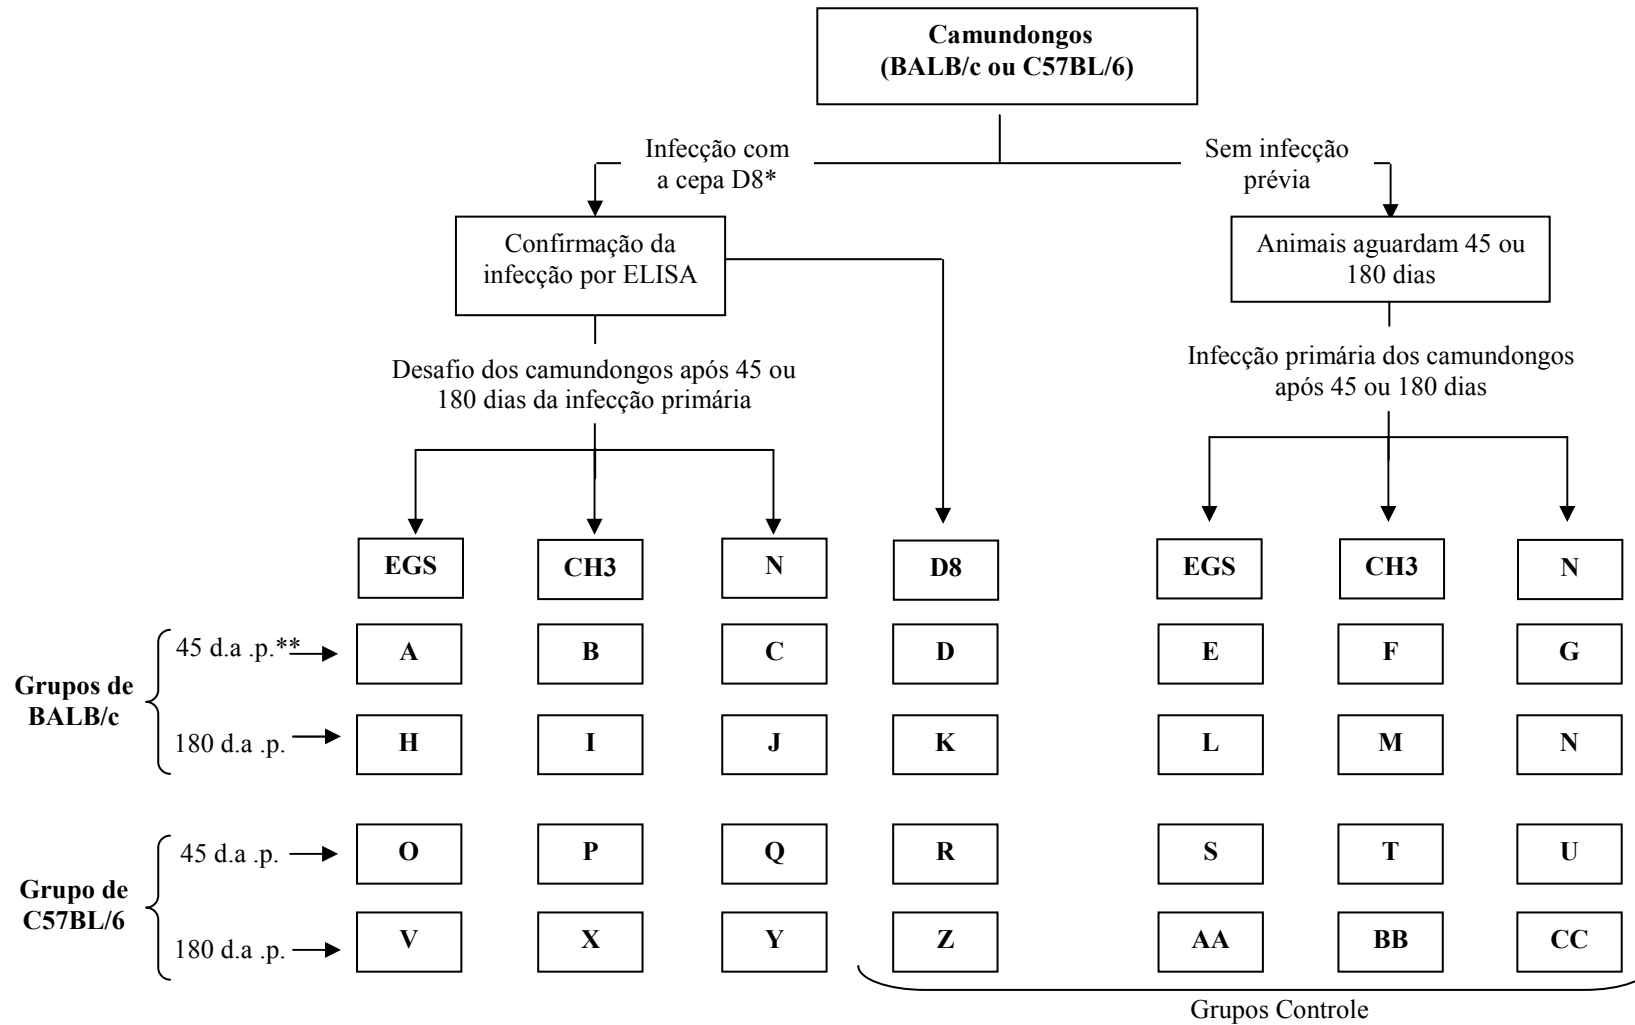 Camundongos
(BALB/c ou C57BL/6)
Infecção com
a cepa D8*
Sem infecção
prévia
Confirmação da
infecção por ELISA
Animais aguardam 45 ou
180 dias
Desafio dos camundongos após 45 ou
180 dias da infecção primária
Infecção primária dos camundongos
após 45 ou 180 dias
EGS CH3 N D8 EGS CH3 N
Grupos de
BALB/c
45 d.a .p.** A B C D E F G
180 d.a .p. H I J K L M N
Grupo de
C57BL/6
45 d.a .p. O P Q R S T U
180 d.a .p. V X Y Z AA BB CC
Grupos Controle